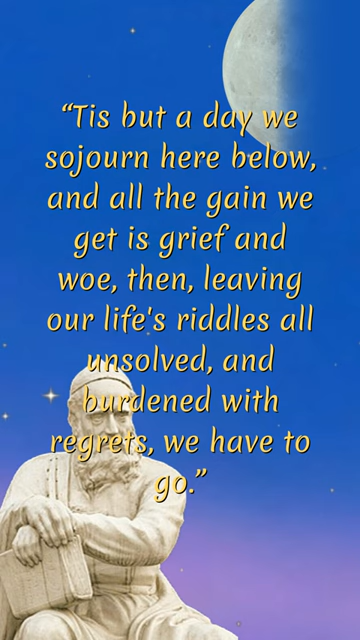 “Tis but a day we
sojourn here below,
and all the gain we
get is grief and
woe, then, leaving
our life's riddles all
unsolved, and
burdened with
regrets, we have to
go.”